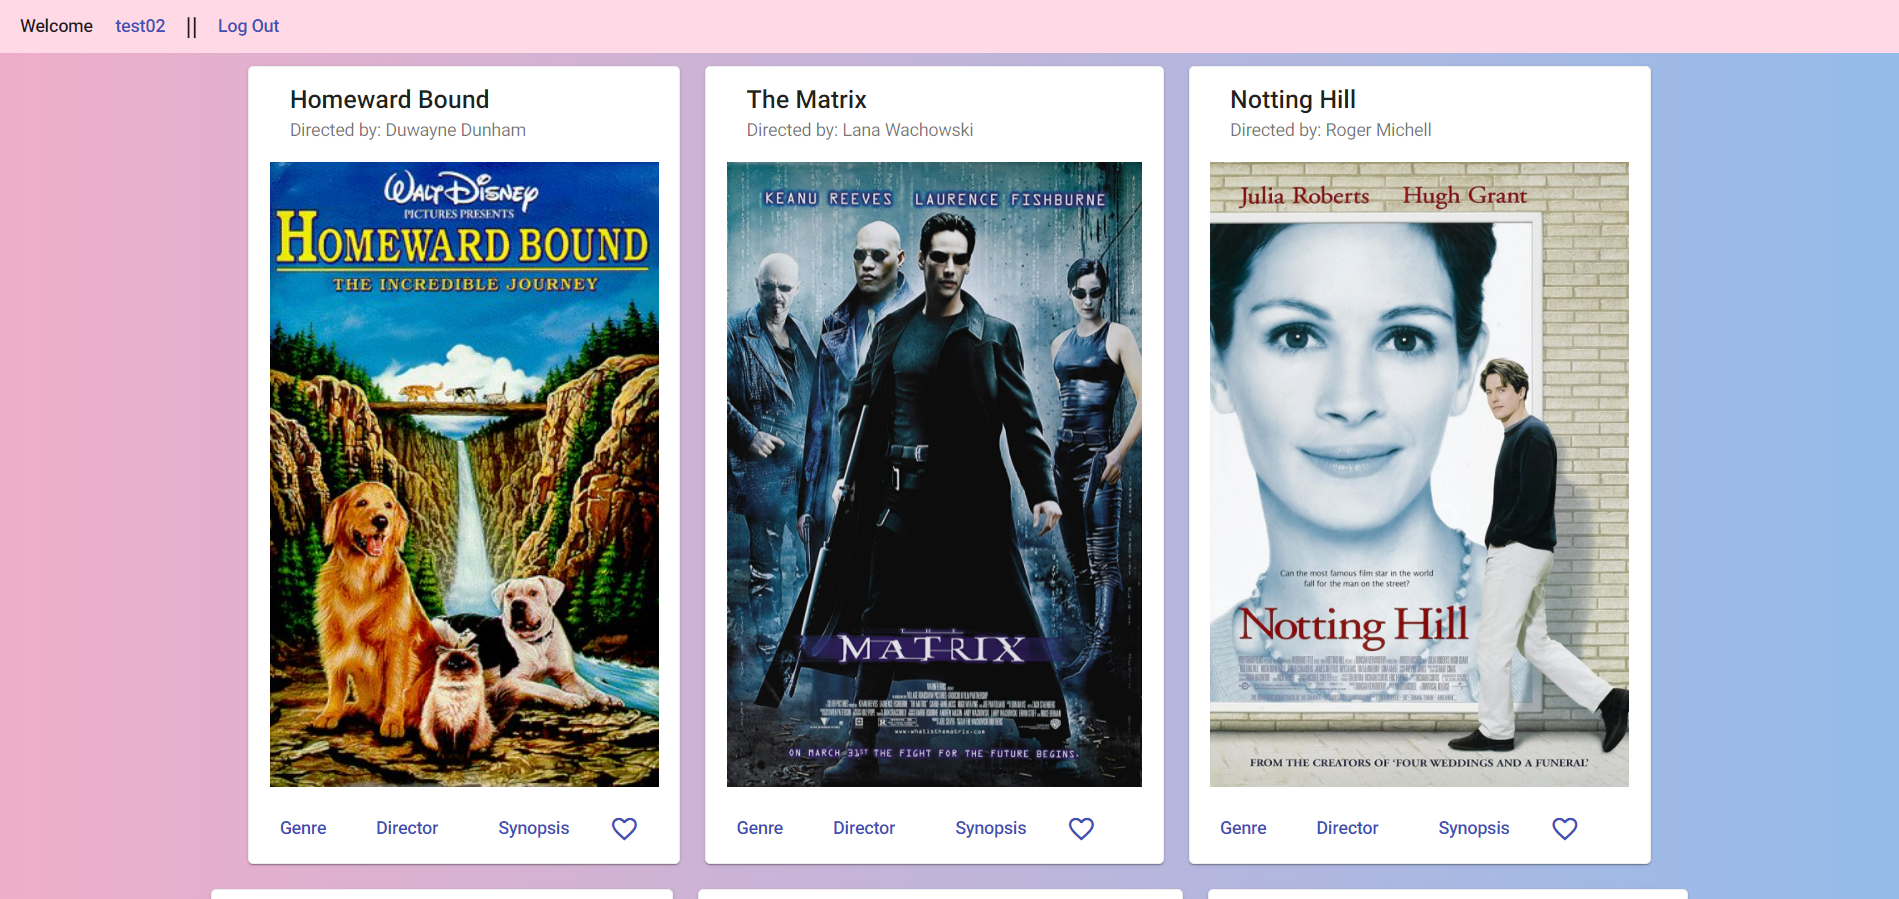 Welcome test02 || Log Out
Homeward Bound
Directed by: Duwayne Dunham
WALT DISNEY
PICTURES PRESENTS
HOMEWARD BOUND
THE INCREDIBLE JOURNEY
Genre Director Synopsis
The Matrix
Directed by: Lana Wachowski
KEANU REEVES LAURENCE FISHBURNE
THE
MATRIX
www.whatisthematrix.com
ON MARCH 31ST THE FIGHT FOR THE FUTURE BEGINS.
Genre Director Synopsis
Notting Hill
Directed by: Roger Michell
Julia Roberts Hugh Grant
Can the most famous film star in the world
fall for the man on the street?
Notting Hill
FROM THE CREATORS OF 'FOUR WEDDINGS AND A FUNERAL'
Genre Director Synopsis